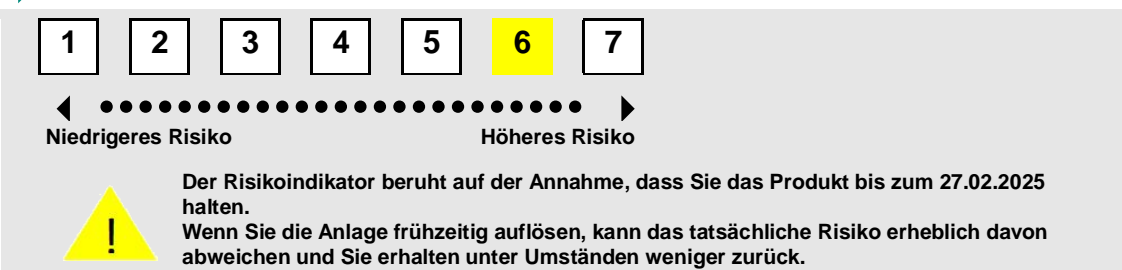 1 2 3 4 5 6 7
Niedrigeres Risiko Höheres Risiko
Der Risikoindikator beruht auf der Annahme, dass Sie das Produkt bis zum 27.02.2025
halten.
!
Wenn Sie die Anlage frühzeitig auflösen, kann das tatsächliche Risiko erheblich davon
abweichen und Sie erhalten unter Umständen weniger zurück.